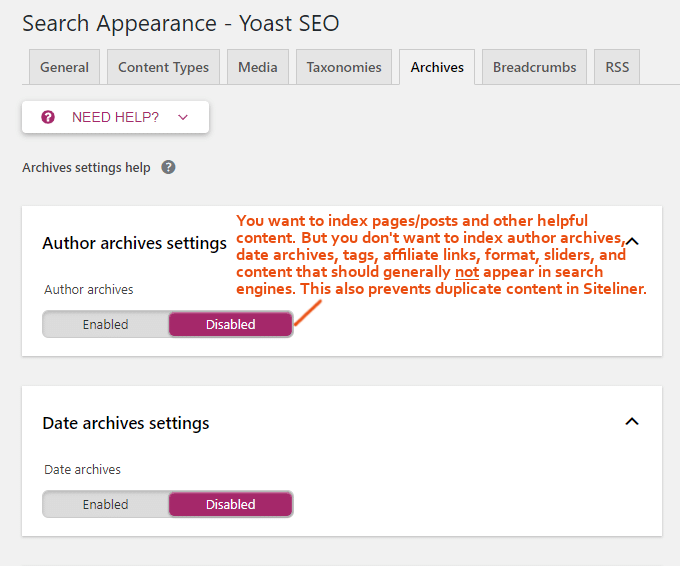 Search Appearance - Yoast SEO
General
Content Types
Media
Taxonomies
Archives
Breadcrumbs
RSS
NEED HELP?
Archives settings help
You want to index pages/posts and other helpful
content. But you don't want to index author archives,
date archives, tags, affiliate links, format, sliders, and
content that should generally not appear in search
engines. This also prevents duplicate content in Siteliner.
Author archives settings
Author archives
Enabled
Disabled
Date archives settings
Date archives
Enabled
Disabled